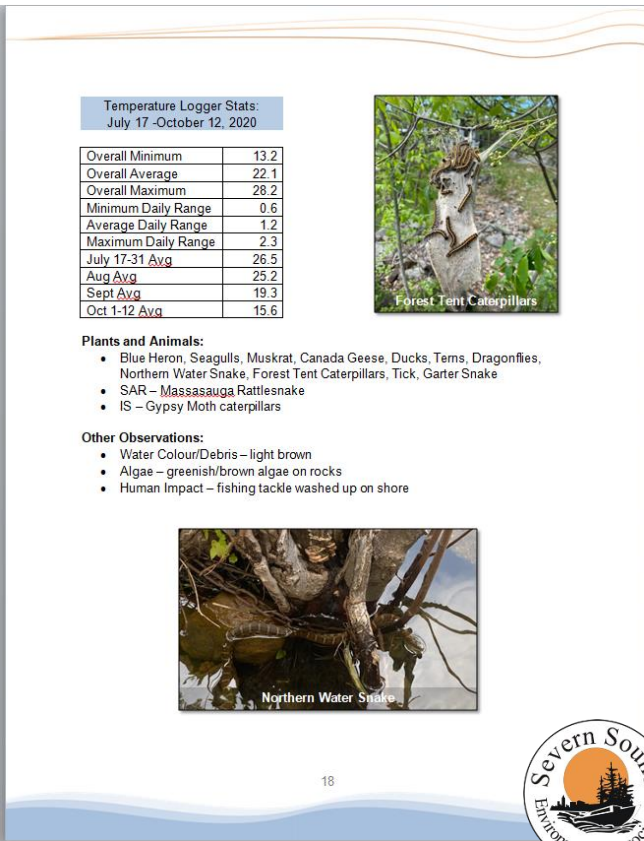 Temperature Logger Stats:
July 17 -October 12, 2020
Overall Minimum 13.2
Overall Average 22.1
Overall Maximum 28.2
Minimum Daily Range 0.6
Average Daily Range 1.2
Maximum Daily Range 2.3
July 17-31 Avg 26.5
Aug Avg 25.2
Sept Avg 19.3
Oct 1-12 Avg 15.6
Forest Tent Caterpillars
Plants and Animals:
• Blue Heron, Seagulls, Muskrat, Canada Geese, Ducks, Terns, Dragonflies,
Northern Water Snake, Forest Tent Caterpillars, Tick, Garter Snake
• SAR – Massasauga Rattlesnake
• IS – Gypsy Moth caterpillars
Other Observations:
• Water Colour/Debris – light brown
• Algae – greenish/brown algae on rocks
• Human Impact – fishing tackle washed up on shore
Northern Water Snake
18
Severn Soun